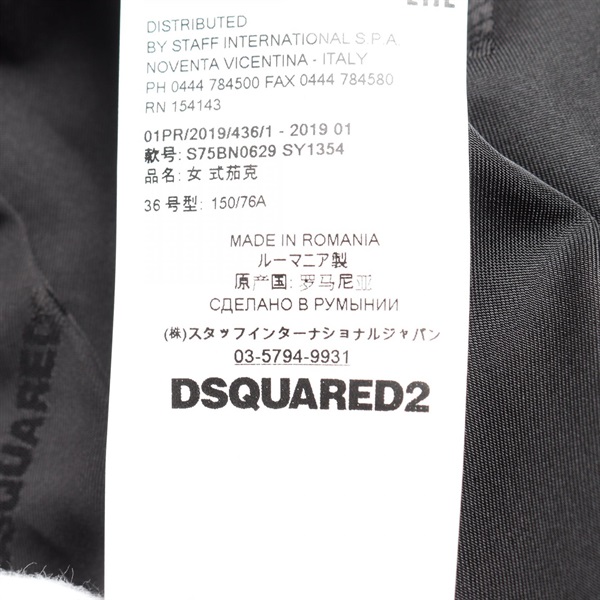 DISTRIBUTED
BY STAFF INTERNATIONAL S.P.A.
NOVENTA VICENTINA - ITALY
PH 0444 784500 FAX 0444 784580
RN 154143
01PR/2019/436/1 - 2019 01
款号: S75BN0629 SY1354
品名: 女 式茄克
36 号型: 150/76A
MADE IN ROMANIA
ルーマニア製
原产国: 罗马尼亚
СДЕЛАНО В РУМЫНИИ
(株)スタッフインターナショナルジャパン
03-5794-9931
DSQUARED2
SQUARED